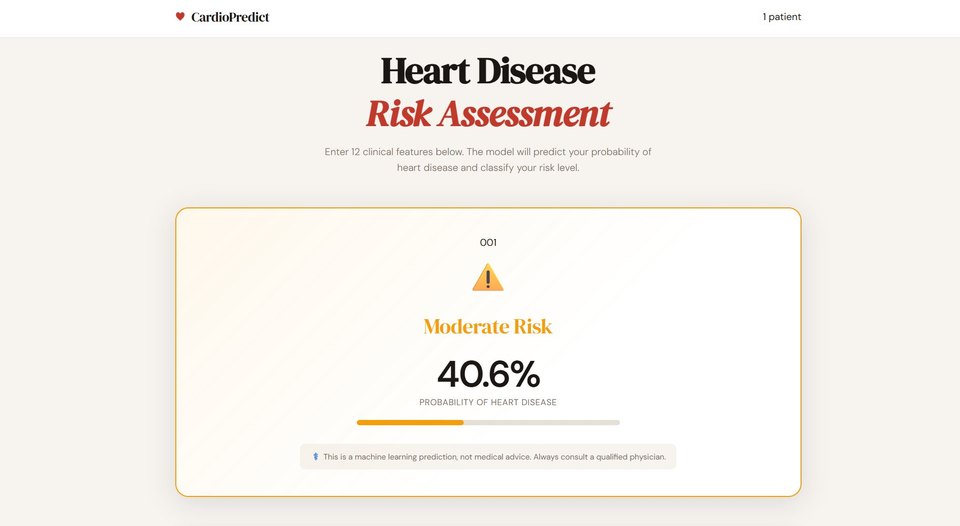 CardioPredict
1 patient
Heart Disease
Risk Assessment
Enter 12 clinical features below. The model will predict your probability of
heart disease and classify your risk level.
001
Moderate Risk
40.6%
PROBABILITY OF HEART DISEASE
This is a machine learning prediction, not medical advice. Always consult a qualified physician.